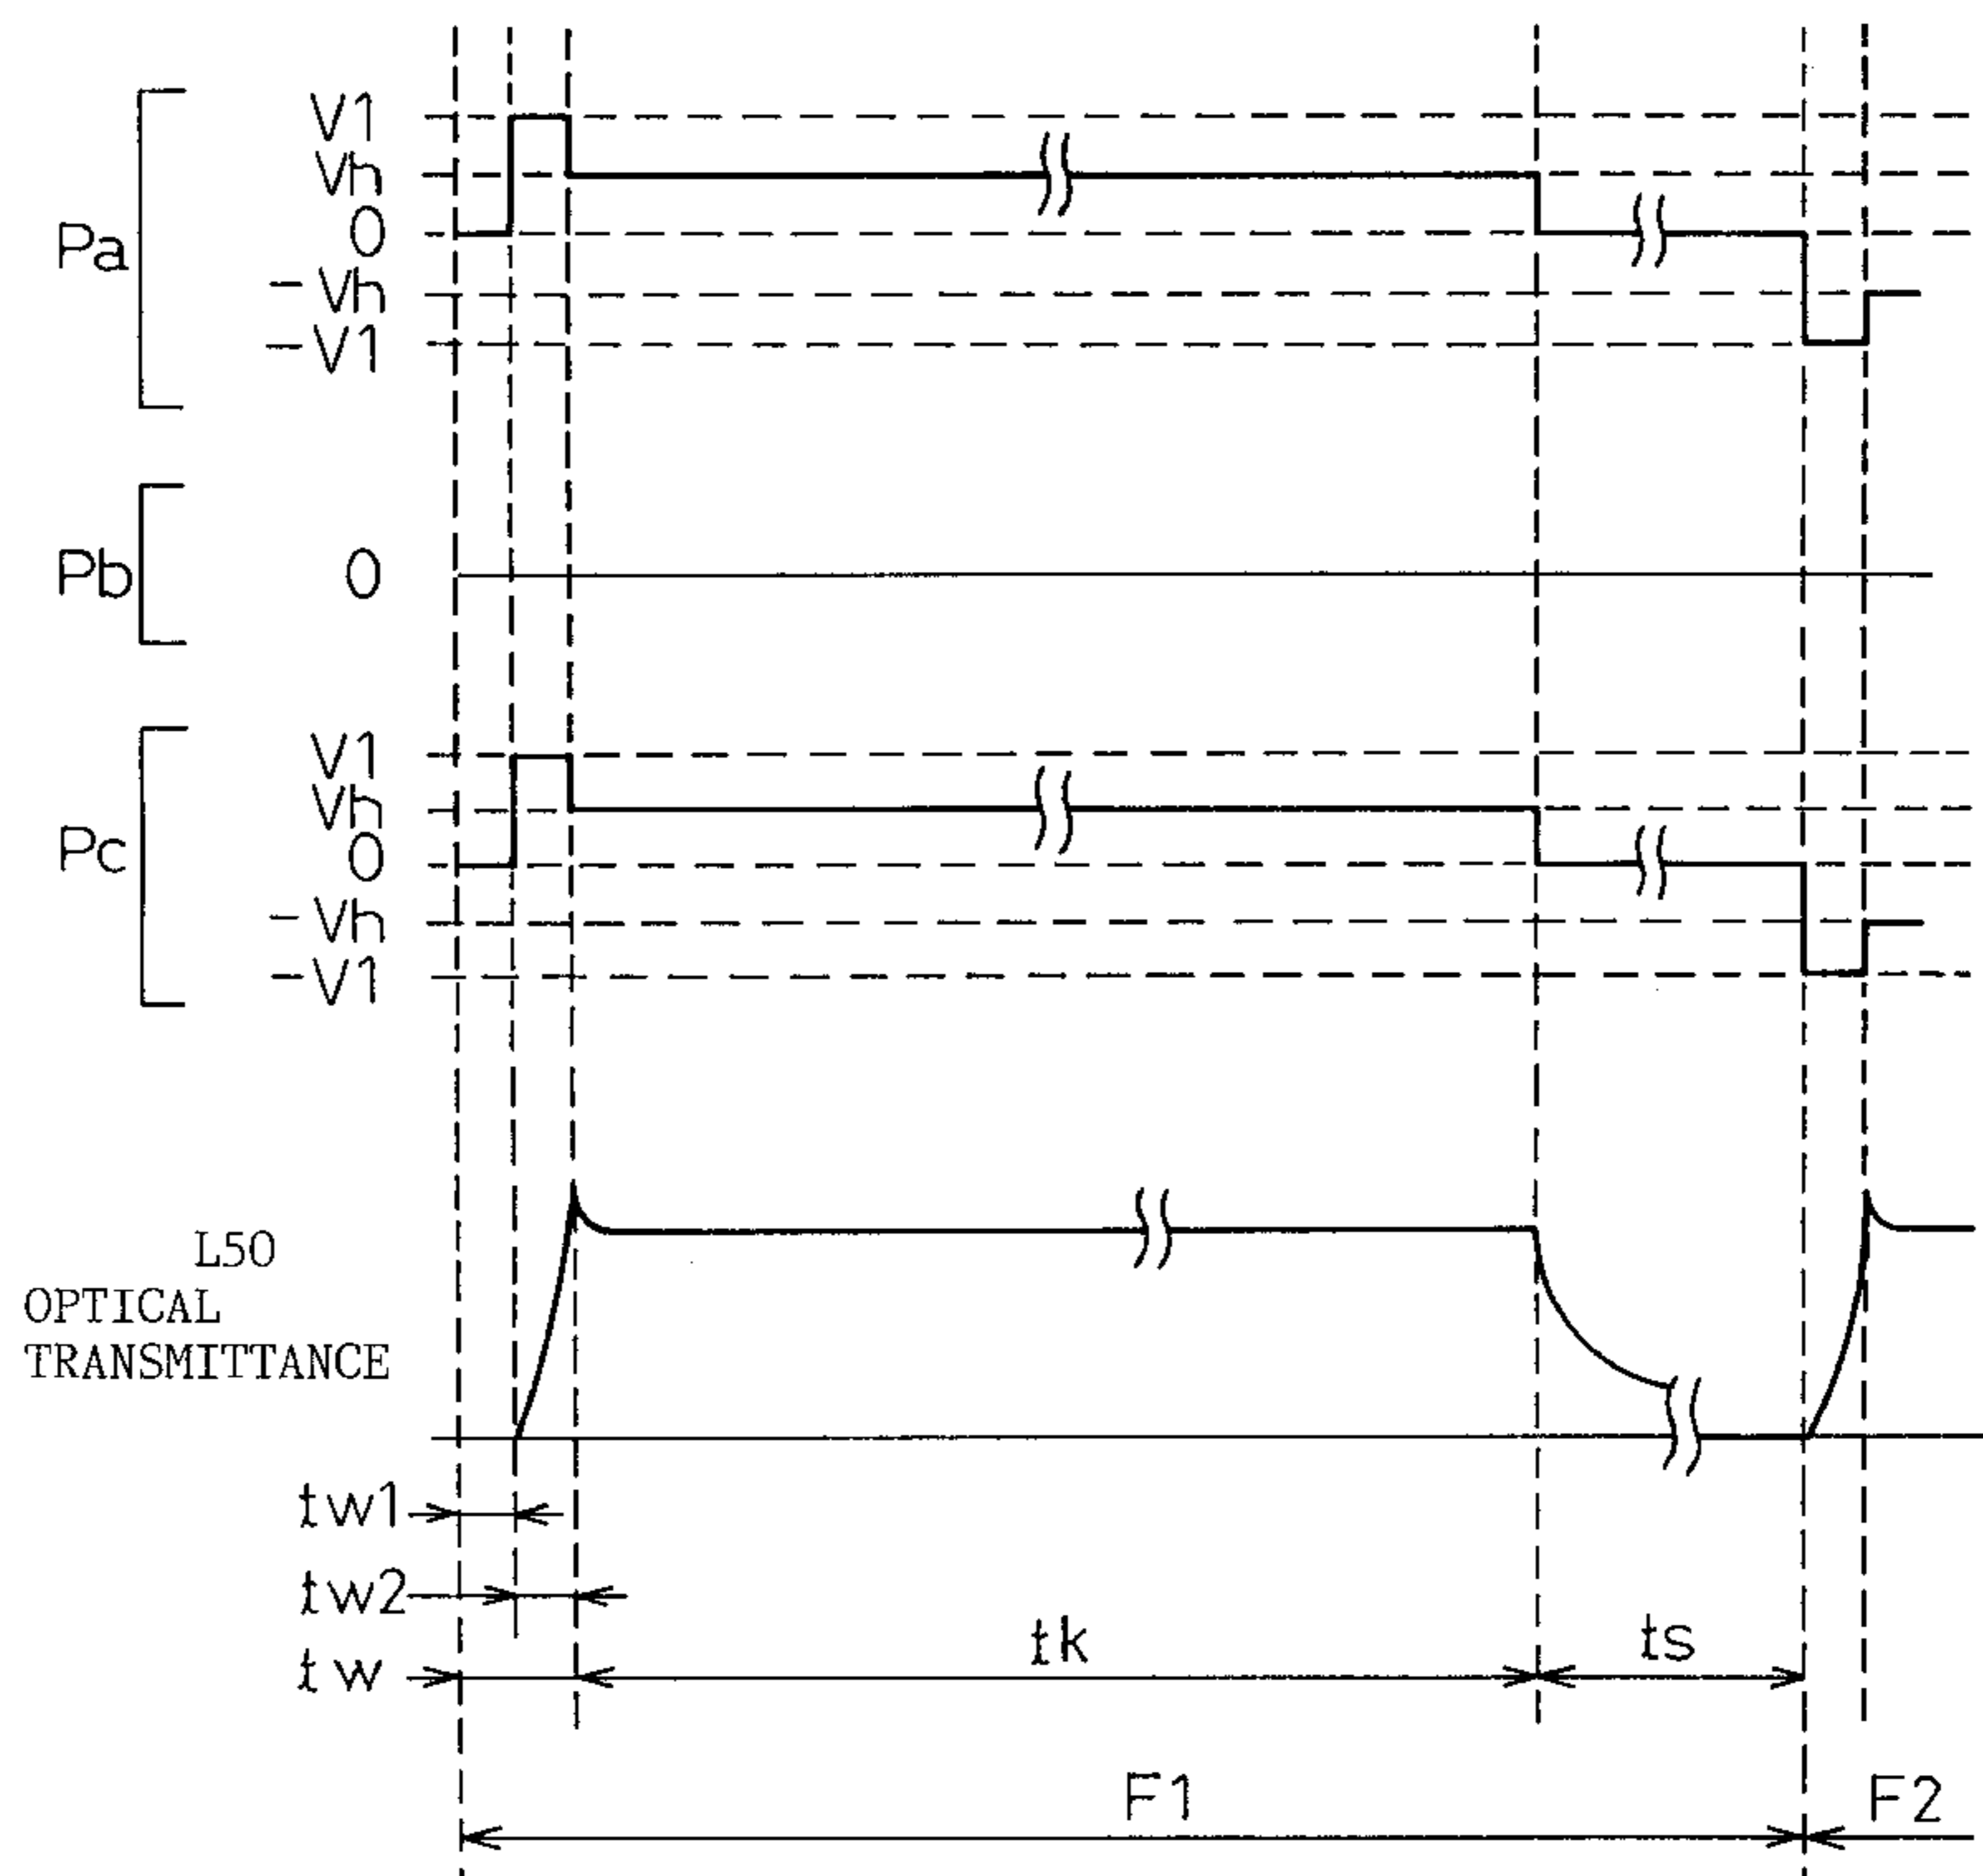 V1
Vh
Pa
0
-Vh
-V1
Pb
0
V1
Vh
Pc
0
-Vh
-V1
L50
OPTICAL
TRANSMITTANCE
tw1
tw2
tw
tk
ts
F1
F2